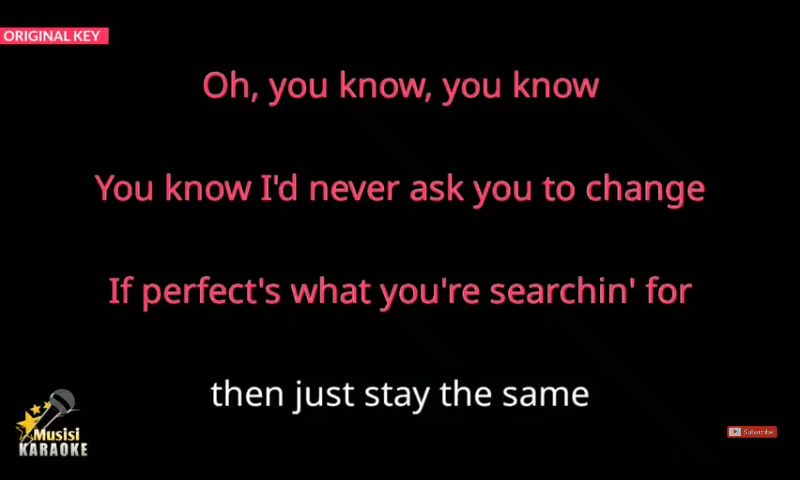 ORIGINAL KEY
Oh, you know, you know
You know I'd never ask you to change
If perfect's what you're searchin' for
then just stay the same
Musisi
KARAOKE
Subscribe